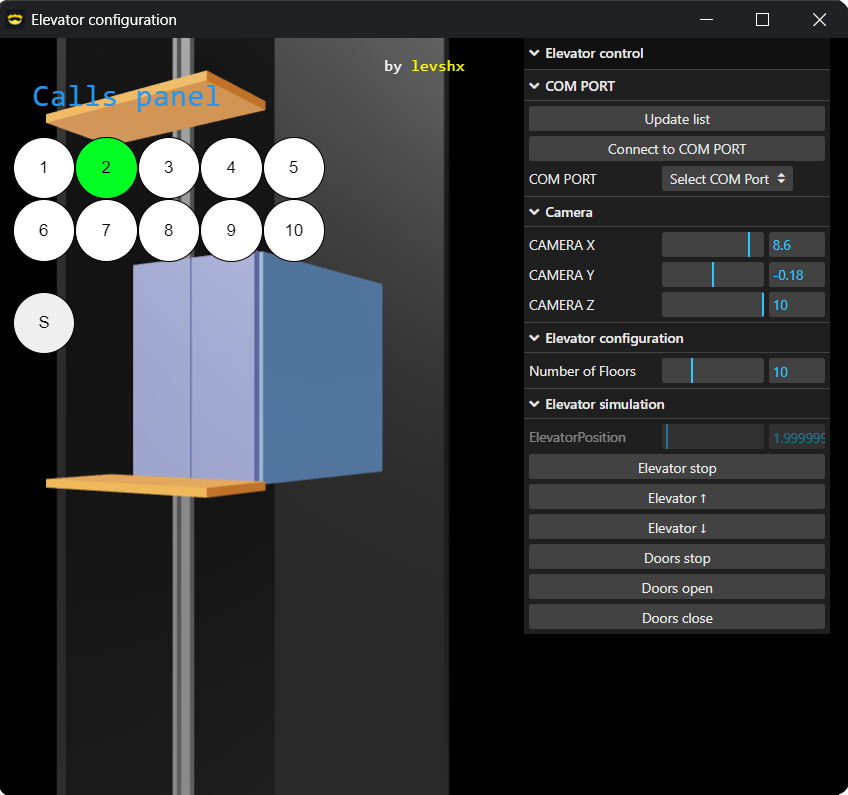 Elevator configuration
by levshx
Calls panel
1 2 3 4 5
6 7 8 9 10
S
Elevator control
COM PORT
Update list
Connect to COM PORT
COM PORT Select COM Port
Camera
CAMERA X 8.6
CAMERA Y -0.18
CAMERA Z 10
Elevator configuration
Number of Floors 10
Elevator simulation
ElevatorPosition 1.999999
Elevator stop
Elevator ↑
Elevator ↓
Doors stop
Doors open
Doors close